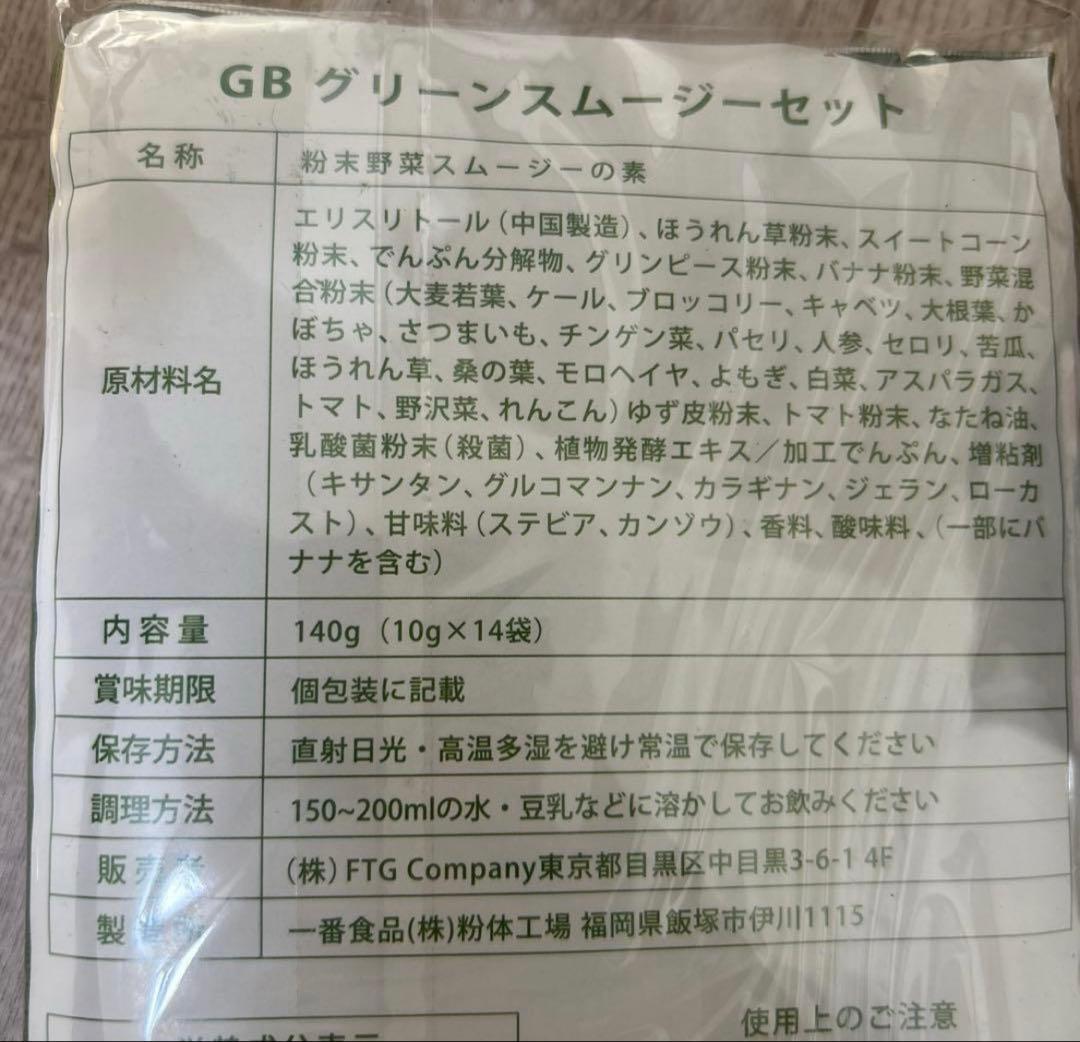 GB グリーンスムージーセット
名称
粉末野菜スムージーの素
原材料名
エリスリトール（中国製造）、ほうれん草粉末、スイートコーン
粉末、でんぷん分解物、グリンピース粉末、バナナ粉末、野菜混
合粉末（大麦若葉、ケール、ブロッコリー、キャベツ、大根葉、か
ぼちゃ、さつまいも、チンゲン菜、パセリ、人参、セロリ、苦瓜、
ほうれん草、桑の葉、モロヘイヤ、よもぎ、白菜、アスパラガス、
トマト、野沢菜、れんこん）ゆず皮粉末、トマト粉末、なたね油、
乳酸菌粉末（殺菌）、植物発酵エキス／加工でんぷん、増粘剤
（キサンタン、グルコマンナン、カラギナン、ジェラン、ローカ
スト）、甘味料（ステビア、カンゾウ）、香料、酸味料、（一部にバ
ナナを含む）
内容量
140g（10g×14袋）
賞味期限
個包装に記載
保存方法
直射日光・高温多湿を避け常温で保存してください
調理方法
150~200mlの水・豆乳などに溶かしてお飲みください
販売者
（株）FTG Company東京都目黒区中目黒3-6-1 4F
製
一番食品(株)粉体工場 福岡県飯塚市伊川1115
使用上のご注意